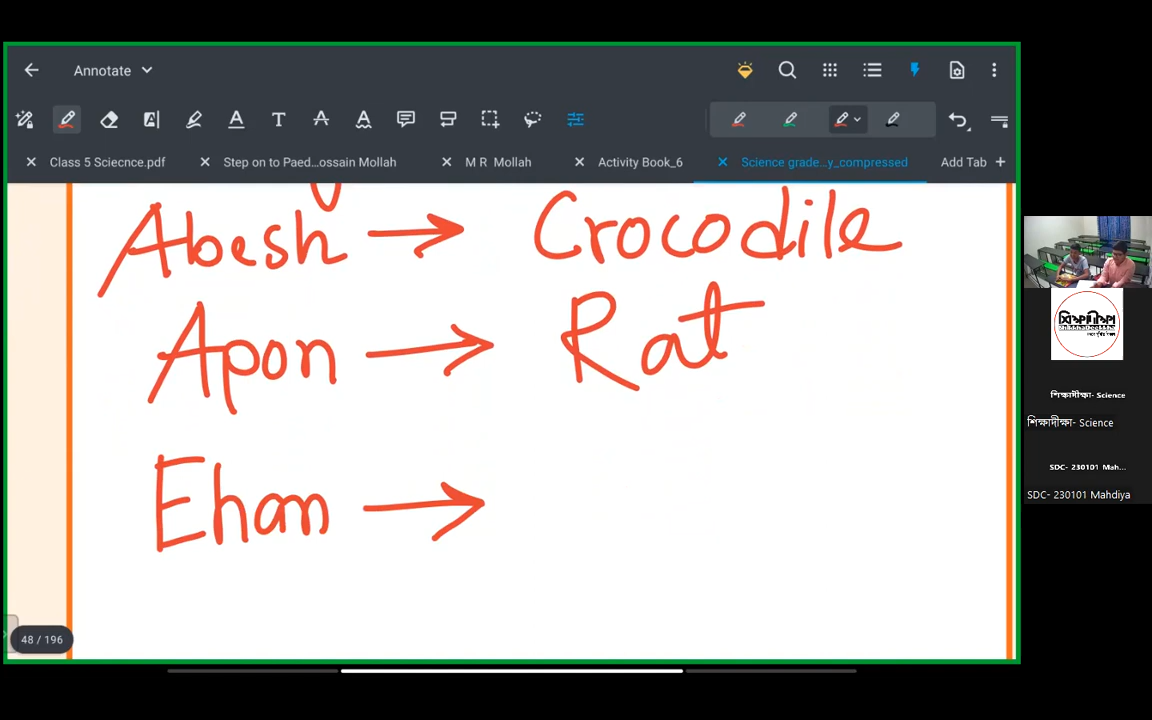 Annotate
Class 5 Sciecnce.pdf
Step on to Paed...ossain Mollah
M R Mollah
Activity Book_6
Science grade...y_compressed
Add Tab
Abesh → Crocodile
Apon → Rat
Ehan →
48 / 196
শিক্ষাদীক্ষা
শিক্ষাদীক্ষা- Science
শিক্ষাদীক্ষা- Science
SDC- 230101 Mah...
SDC- 230101 Mahdiya